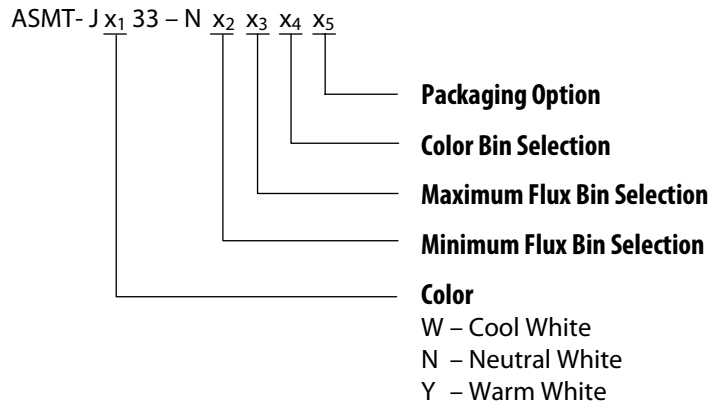 ASMT- J x1 33 – N x2 x3 x4 x5
Packaging Option
Color Bin Selection
Maximum Flux Bin Selection
Minimum Flux Bin Selection
Color
W – Cool White
N – Neutral White
Y – Warm White